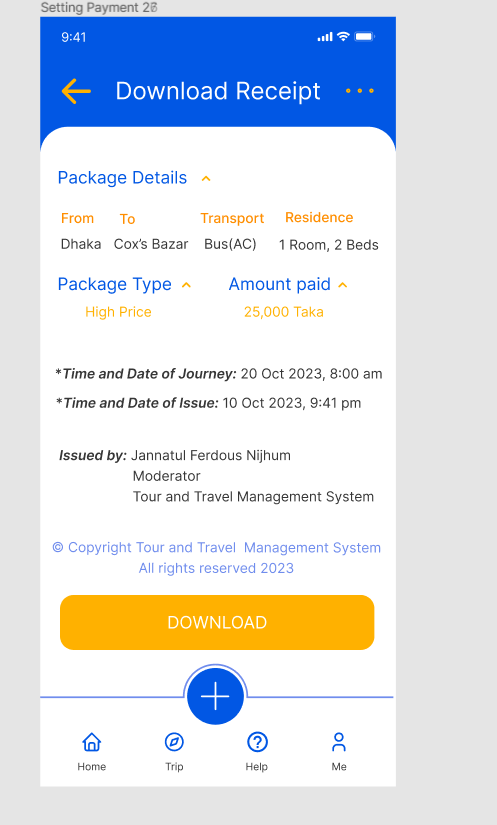 Setting Payment
9:41
Download Receipt
Package Details
From To Transport Residence
Dhaka Cox's Bazar Bus(AC) 1 Room, 2 Beds
Package Type Amount paid
High Price 25,000 Taka
*Time and Date of Journey: 20 Oct 2023, 8:00 am
*Time and Date of Issue: 10 Oct 2023, 9:41 pm
Issued by: Jannatul Ferdous Nijhum
Moderator
Tour and Travel Management System
© Copyright Tour and Travel Management System
All rights reserved 2023
DOWNLOAD
Home Trip Help Me